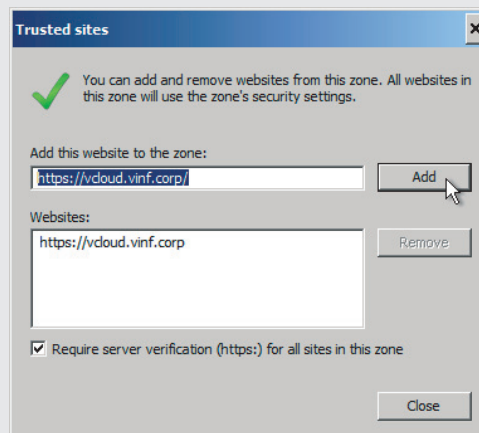 Trusted sites
You can add and remove websites from this zone. All websites in
this zone will use the zone's security settings.
Add this website to the zone:
https://vcloud.vinf.corp/
Add
Websites:
https://vcloud.vinf.corp
Remove
Require server verification (https:) for all sites in this zone
Close